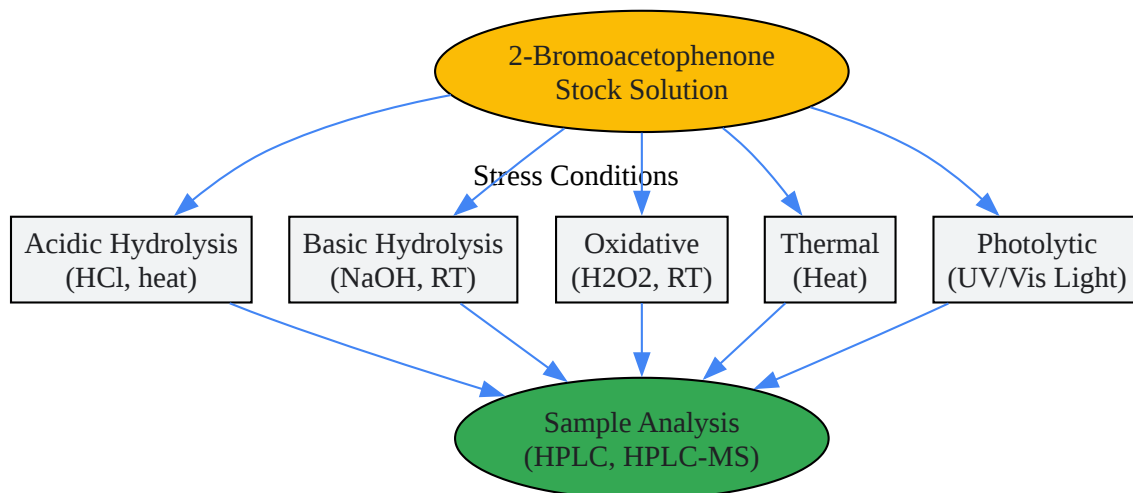 2-Bromoacetophenone
Stock Solution
Stress Conditions
Acidic Hydrolysis
(HCl, heat)
Basic Hydrolysis
(NaOH, RT)
Oxidative
(H2O2, RT)
Thermal
(Heat)
Photolytic
(UV/Vis Light)
Sample Analysis
(HPLC, HPLC-MS)